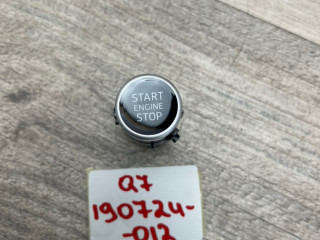 START
ENGINE
STOP
Q7
190724-
-012